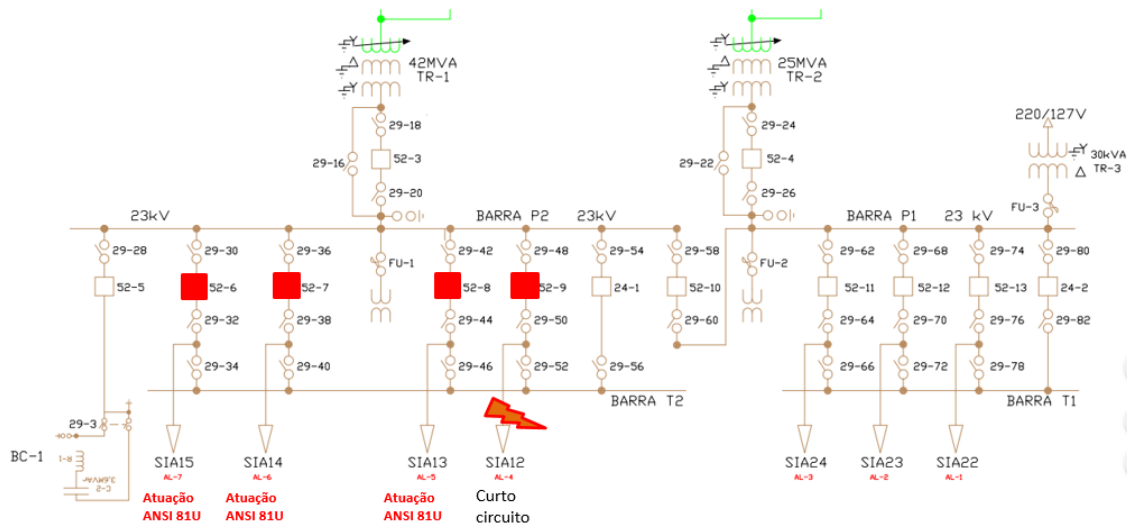 42MVA
TR-1
25MVA
TR-2
220/127V
30kVA
TR-3
29-18
29-16
52-3
29-20
29-24
29-22
52-4
29-26
FU-3
23kV
BARRA P2
23kV
BARRA P1
23 kV
29-28
29-30
29-36
FU-1
29-42
29-48
29-54
29-58
FU-2
29-62
29-68
29-74
29-80
52-5
52-6
52-7
52-8
52-9
24-1
52-10
52-11
52-12
52-13
24-2
29-32
29-38
29-44
29-50
29-60
29-64
29-70
29-76
29-82
29-34
29-40
29-46
29-52
29-56
29-66
29-72
29-78
BARRA T2
BARRA T1
29-3
BC-1
R-1
C-2
3,6MVAr
SIA15
SIA14
SIA13
SIA12
SIA24
SIA23
SIA22
AL-7
AL-6
AL-5
AL-4
AL-3
AL-2
AL-1
Atuação
ANSI 81U
Atuação
ANSI 81U
Atuação
ANSI 81U
Curto
circuito